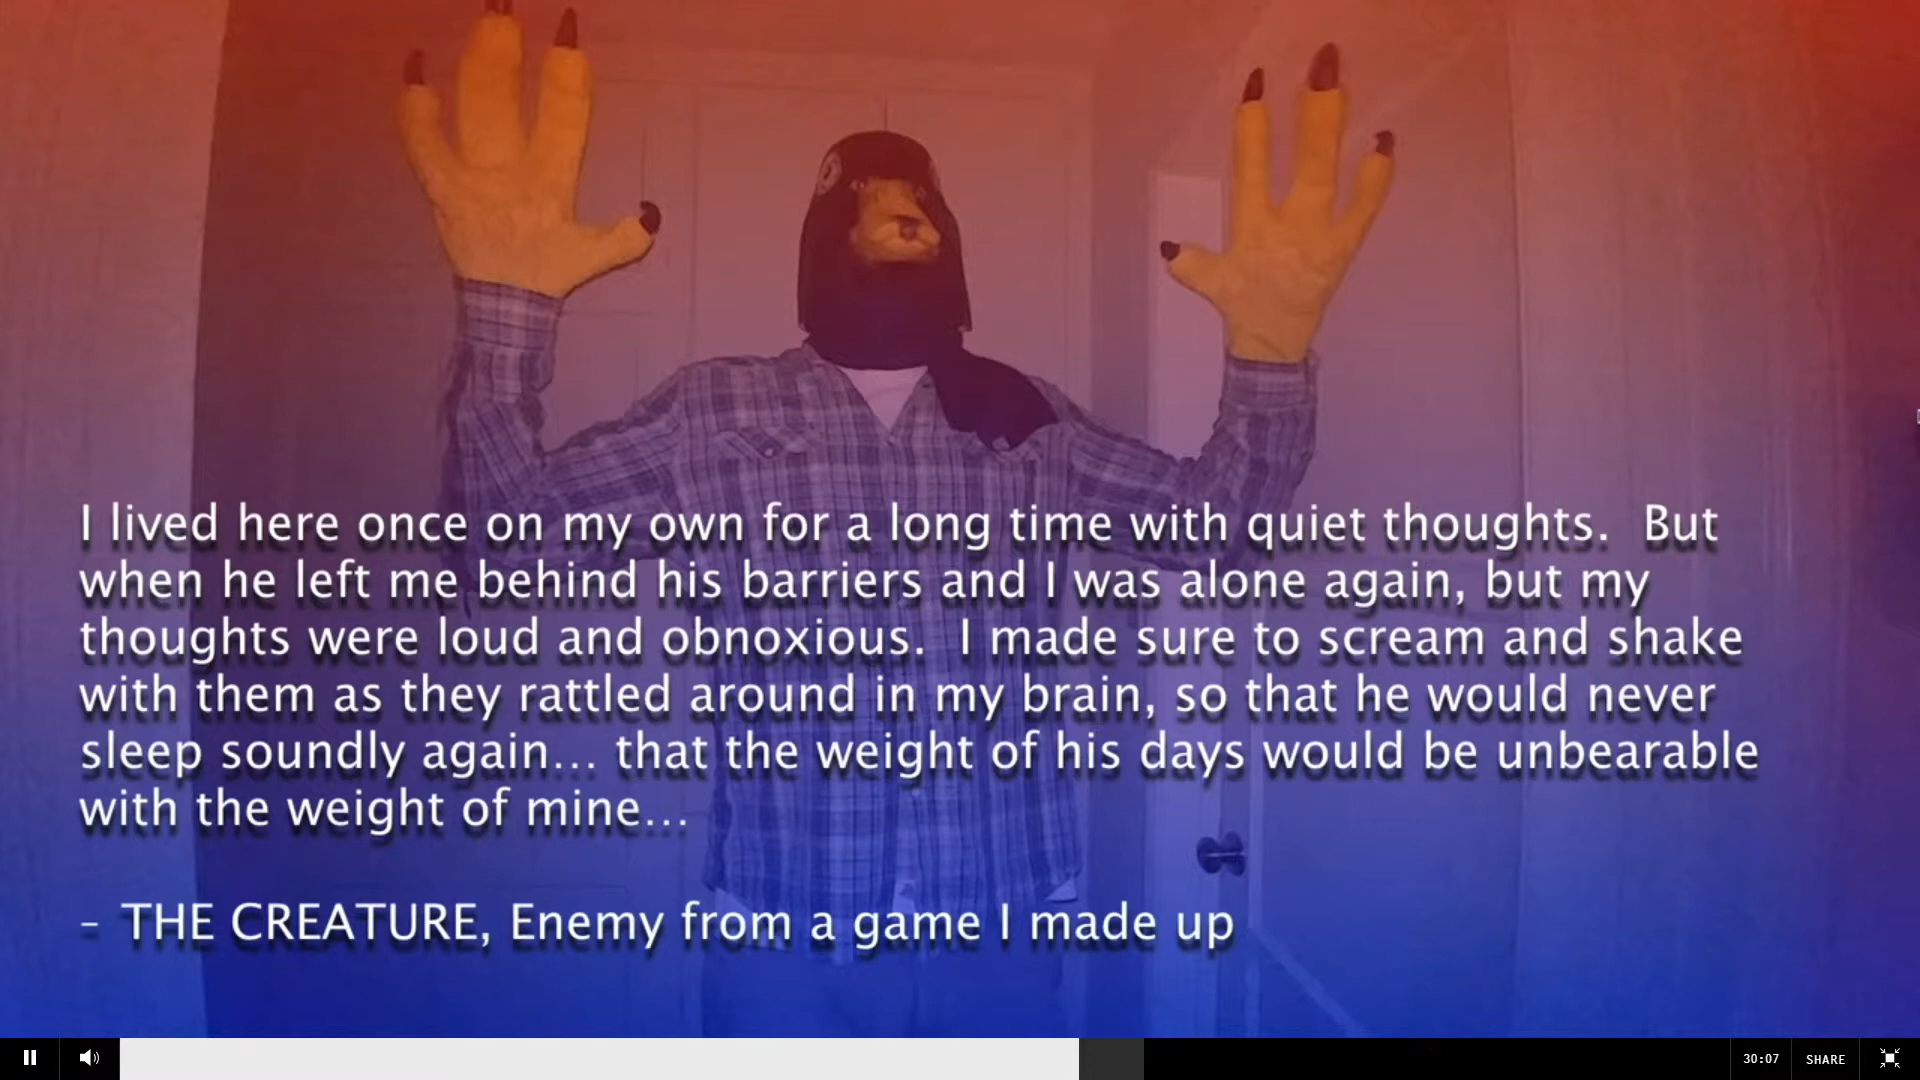 I lived here once on my own for a long time with quiet thoughts.  But
when he left me behind his barriers and I was alone again, but my
thoughts were loud and obnoxious.  I made sure to scream and shake
with them as they rattled around in my brain, so that he would never
sleep soundly again... that the weight of his days would be unbearable
with the weight of mine...
- THE CREATURE, Enemy from a game I made up
30:07 SHARE